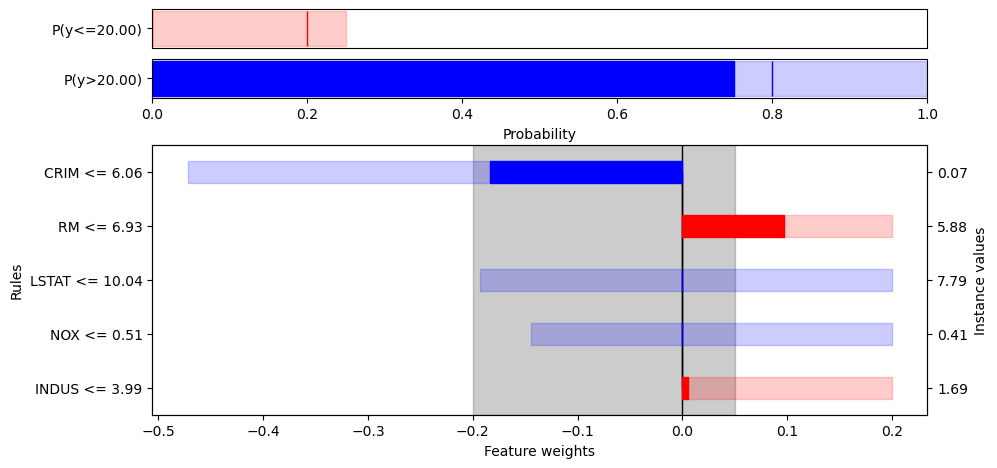 P(y<=20.00)
P(y>20.00)
0.0 0.2 0.4 0.6 0.8 1.0
Probability
CRIM <= 6.06 0.07
RM <= 6.93 5.88
LSTAT <= 10.04 7.79
NOX <= 0.51 0.41
INDUS <= 3.99 1.69
Rules
Instance values
−0.5 −0.4 −0.3 −0.2 −0.1 0.0 0.1 0.2
Feature weights